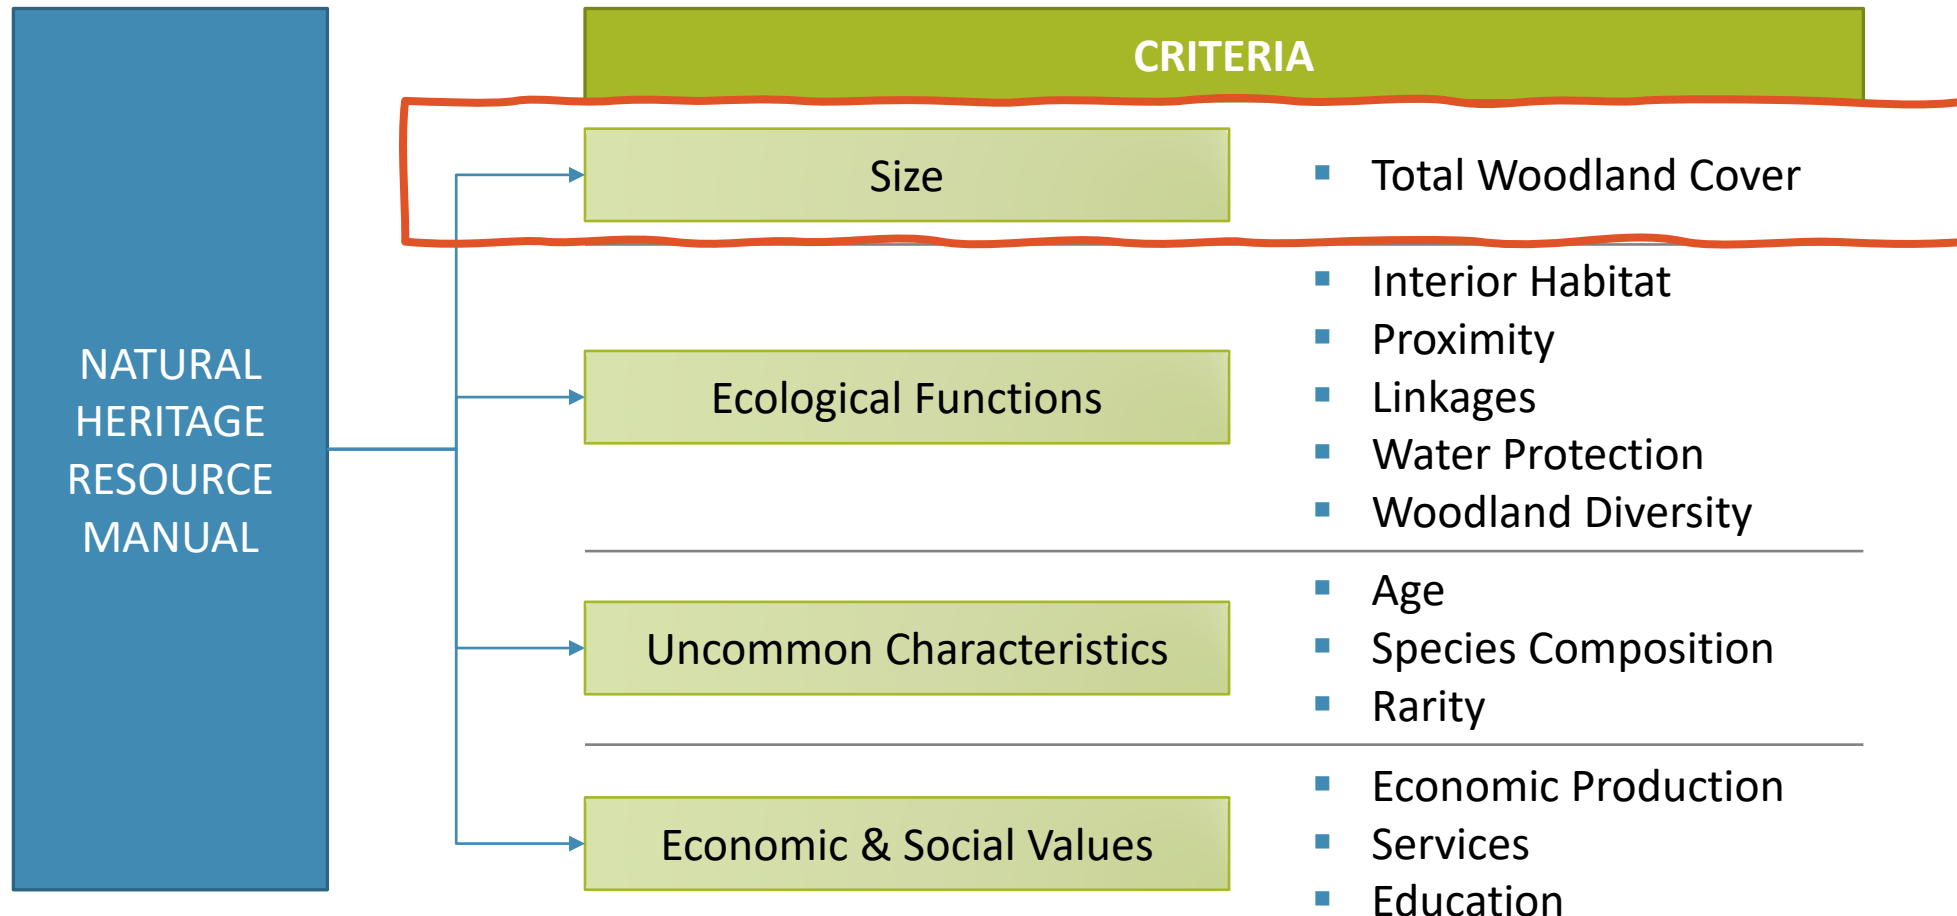 NATURAL
HERITAGE
RESOURCE
MANUAL
CRITERIA
Size
Total Woodland Cover
Ecological Functions
Interior Habitat
Proximity
Linkages
Water Protection
Woodland Diversity
Uncommon Characteristics
Age
Species Composition
Rarity
Economic & Social Values
Economic Production
Services
Education